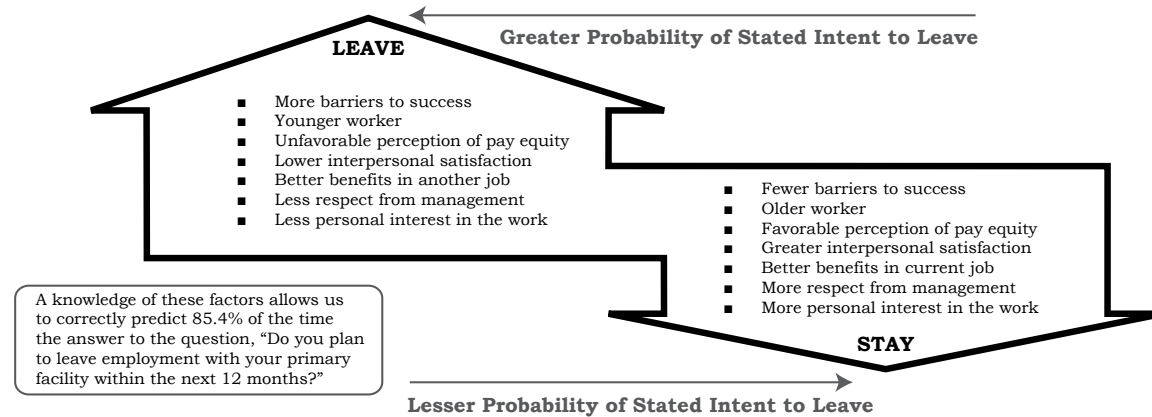 Greater Probability of Stated Intent to Leave
LEAVE
■ More barriers to success
■ Younger worker
■ Unfavorable perception of pay equity
■ Lower interpersonal satisfaction
■ Better benefits in another job
■ Less respect from management
■ Less personal interest in the work
■ Fewer barriers to success
■ Older worker
■ Favorable perception of pay equity
■ Greater interpersonal satisfaction
■ Better benefits in current job
■ More respect from management
■ More personal interest in the work
STAY
A knowledge of these factors allows us
to correctly predict 85.4% of the time
the answer to the question, “Do you plan
to leave employment with your primary
facility within the next 12 months?”
Lesser Probability of Stated Intent to Leave